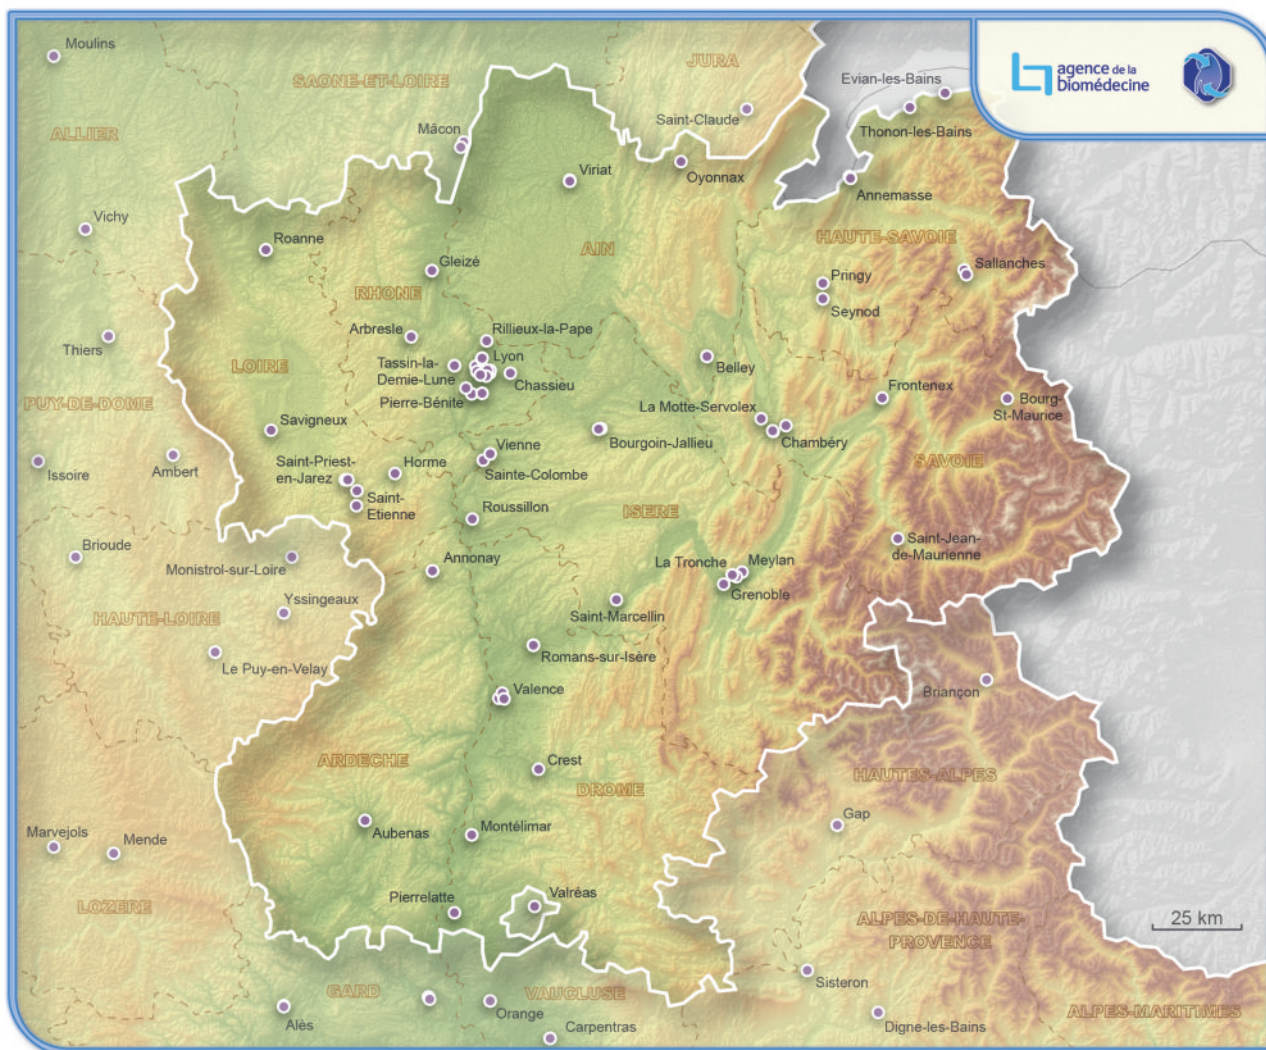 Moulins
JURA
SAONE-ET-LOIRE
Evian-les-Bains
agence de la
biomédecine
Saint-Claude
Thonon-les-Bains
ALLIER
Mâcon
Viriat
Oyonnax
Annemasse
Vichy
Roanne
AIN
HAUTE-SAVOIE
Gleizé
Sallanches
Pringy
RHONE
Seynod
Arbresle
Rillieux-la-Pape
Thiers
Lyon
LOIRE
Tassin-la-
Demie-Lune
Belley
Chassieu
Frontenex
PUY-DE-DOME
Pierre-Bénite
La Motte-Servolex
Bourg-
St-Maurice
Savigneux
Bourgoin-Jallieu
Chambéry
Vienne
SAVOIE
Issoire
Ambert
Saint-Priest-
en-Jarez
Horme
Sainte-Colombe
Saint-
Etienne
Roussillon
ISERE
Brioude
Saint-Jean-
de-Maurienne
Monistrol-sur-Loire
Annonay
La Tronche
Meylan
Grenoble
Yssingeaux
HAUTE-LOIRE
Saint-Marcellin
Le Puy-en-Velay
Romans-sur-Isère
Valence
Briançon
ARDECHE
Crest
HAUTES-ALPES
DROME
Gap
Marvejols
Mende
Aubenas
Montélimar
Pierrelatte
Valréas
LOZERE
ALPES-DE-HAUTE-
PROVENCE
25 km
Sisteron
GARD
VAUCLUSE
Alès
Orange
ALPES-MARITIMES
Carpentras
Digne-les-Bains